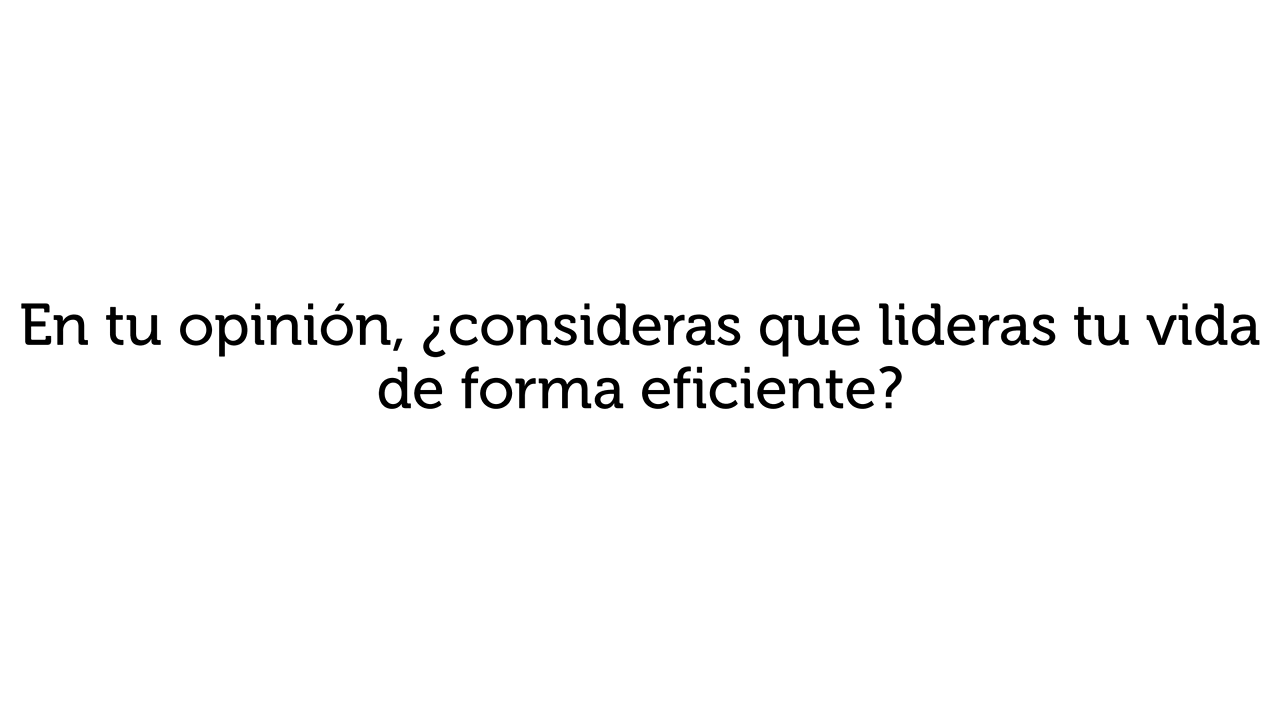 En tu opinión, ¿consideras que lideras tu vida
de forma eficiente?